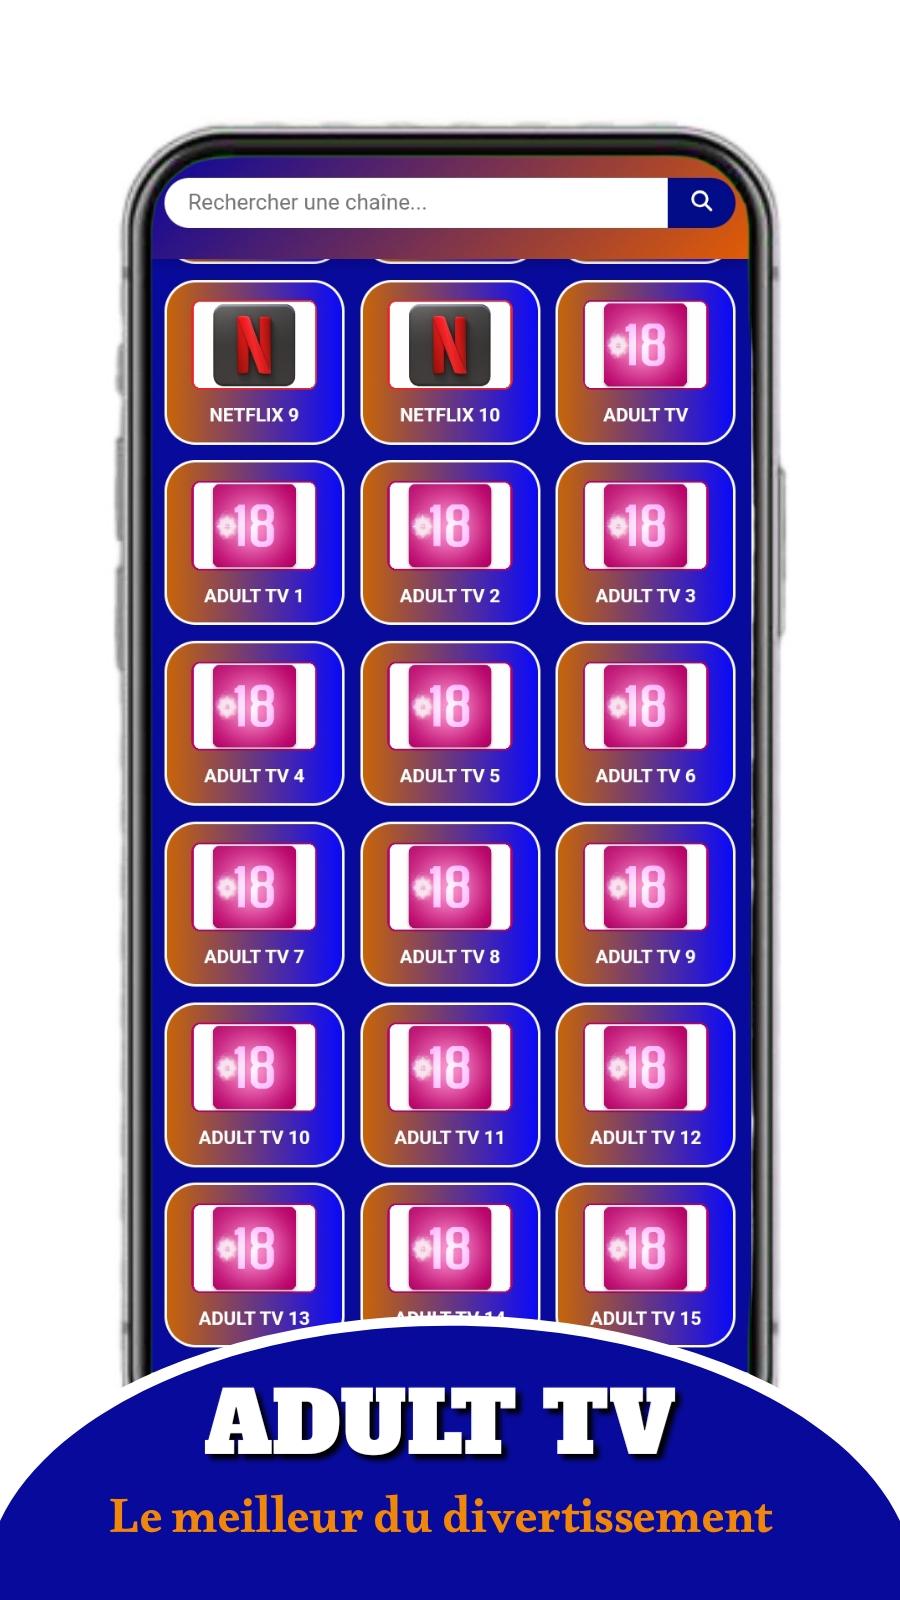 Rechercher une chaîne...
N N 18
NETFLIX 9 NETFLIX 10 ADULT TV
18 18 18
ADULT TV 1 ADULT TV 2 ADULT TV 3
18 18 18
ADULT TV 4 ADULT TV 5 ADULT TV 6
18 18 18
ADULT TV 7 ADULT TV 8 ADULT TV 9
18 18 18
ADULT TV 10 ADULT TV 11 ADULT TV 12
18 18 18
ADULT TV 13 ADULT TV 14 ADULT TV 15
ADULT TV
Le meilleur du divertissement